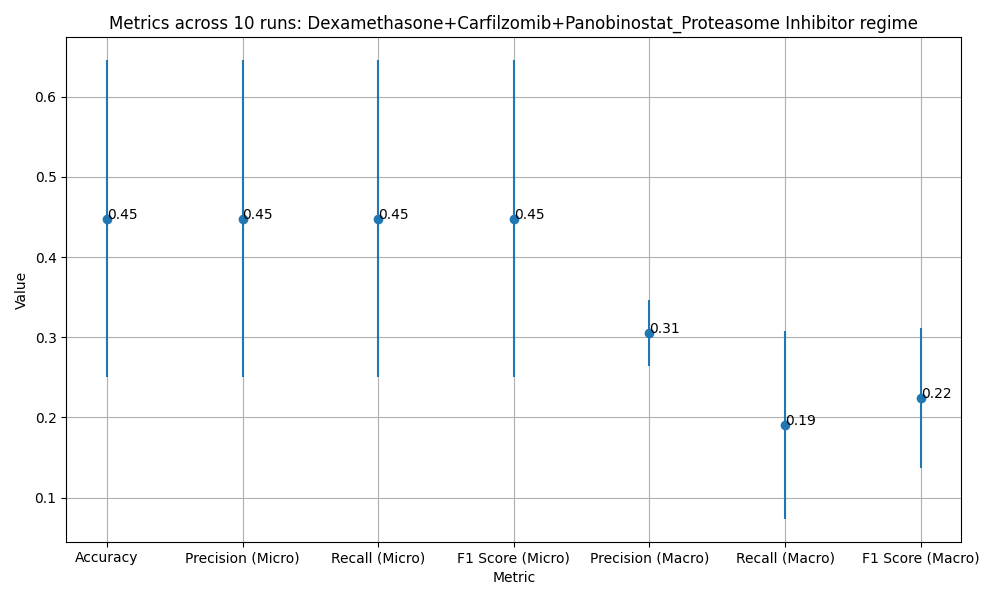 Metrics across 10 runs: Dexamethasone+Carfilzomib+Panobinostat_Proteasome Inhibitor regime
0.6
0.5
0.4
0.3
0.2
0.1
Value
0.45
0.45
0.45
0.45
0.31
0.19
0.22
Accuracy
Precision (Micro)
Recall (Micro)
F1 Score (Micro)
Precision (Macro)
Recall (Macro)
F1 Score (Macro)
Metric